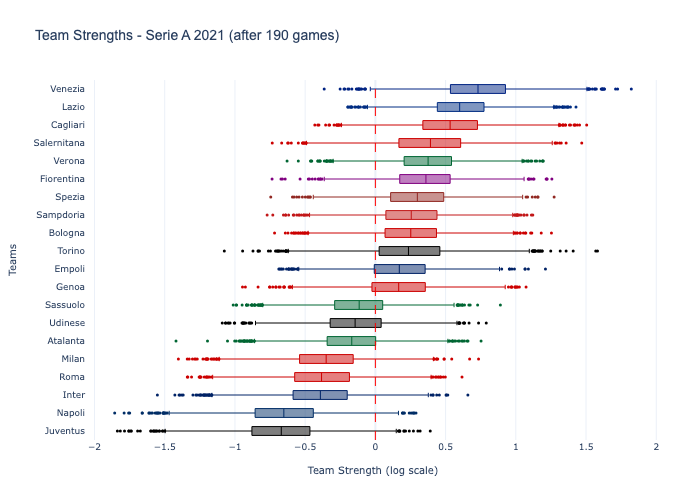 Team Strengths - Serie A 2021 (after 190 games)
Venezia
Lazio
Cagliari
Salernitana
Verona
Fiorentina
Spezia
Sampdoria
Bologna
Torino
Empoli
Genoa
Sassuolo
Udinese
Atalanta
Milan
Roma
Inter
Napoli
Juventus
Teams
−2 −1.5 −1 −0.5 0 0.5 1 1.5 2
Team Strength (log scale)